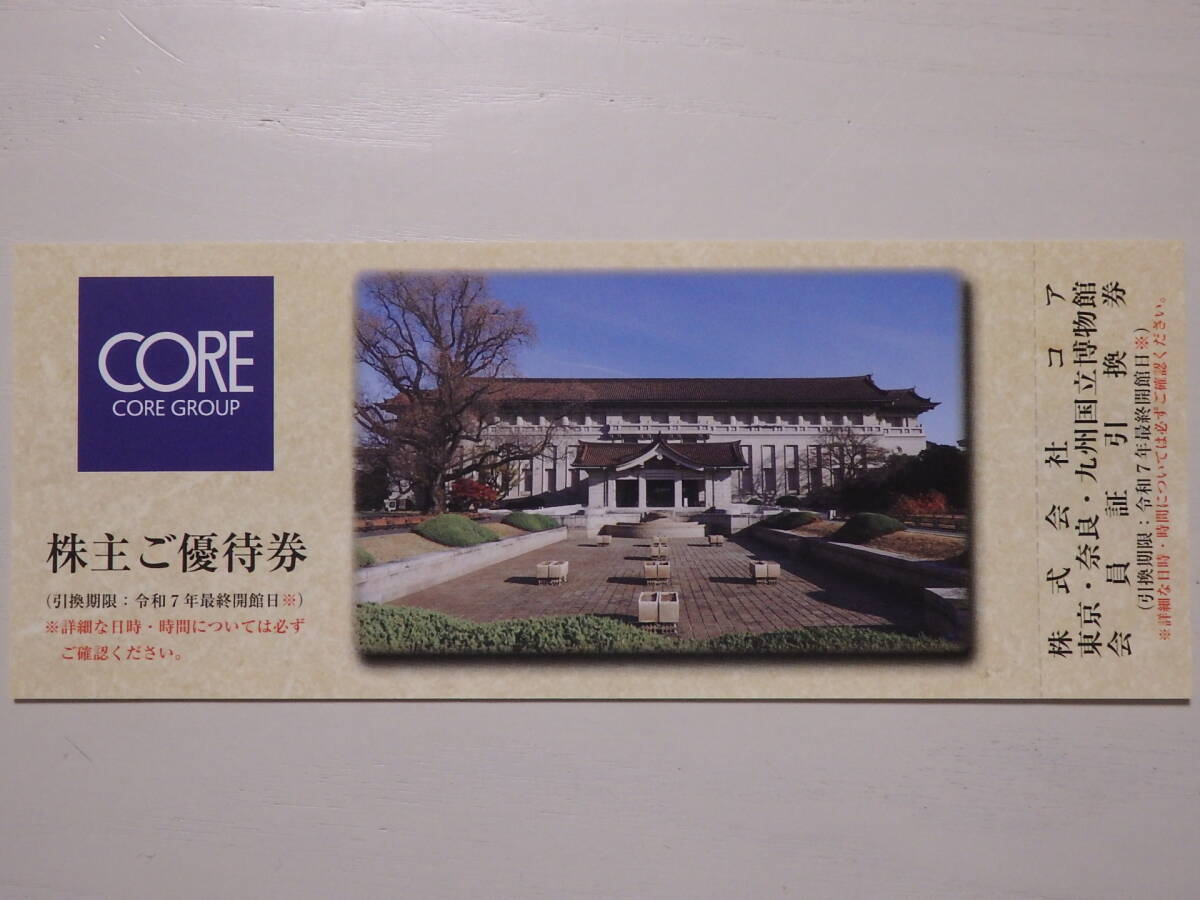 CORE
CORE GROUP
株主ご優待券
(引換期限：令和7年最終開館日※)
※詳細な日時・時間については必ず
ご確認ください。
株式会社コア
東京・奈良・九州国立博物館
会員証引換券
(引換期限：令和7年最終開館日※)
※詳細な日時・時間については必ずご確認ください。